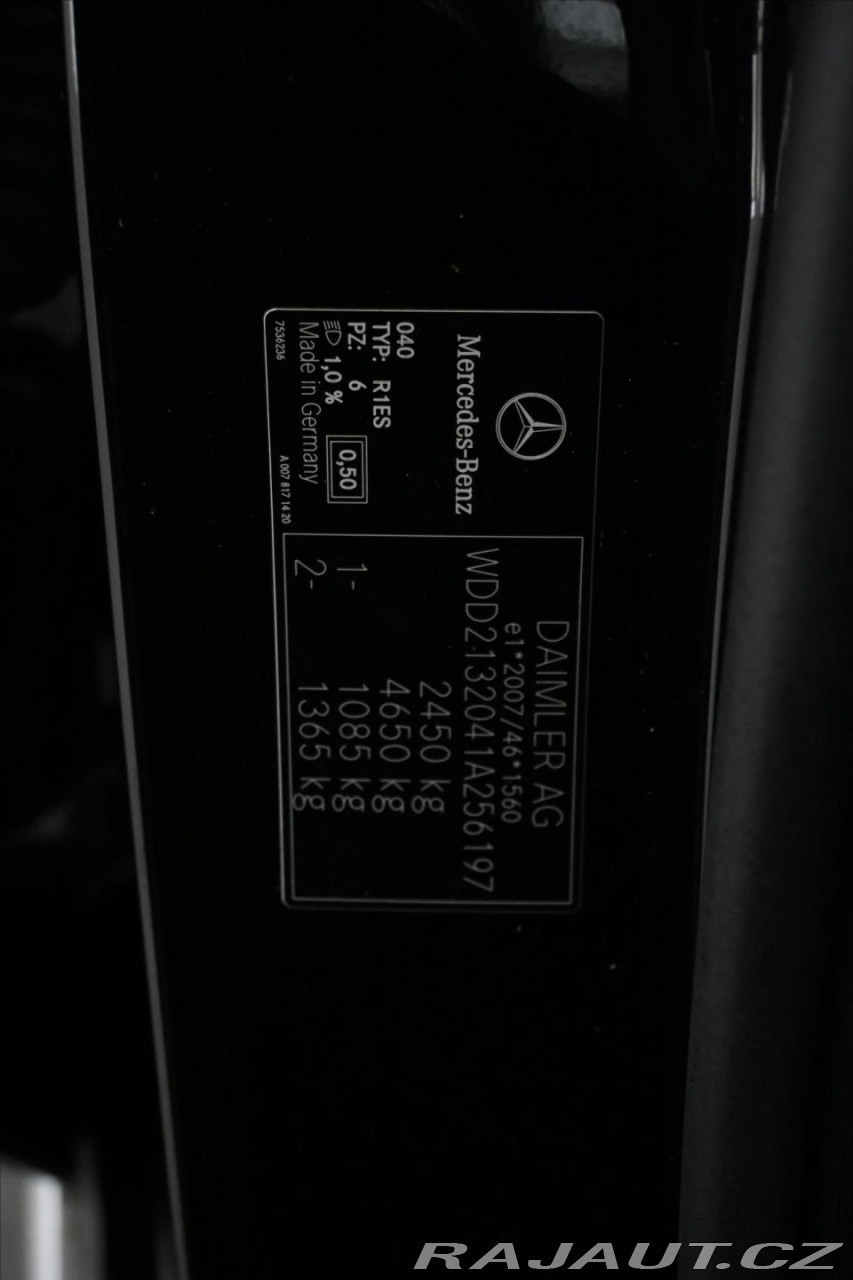 Mercedes-Benz
040
TYP: R1ES
PZ: 6
1,0 %
0,50
Made in Germany
7536236
A 007 817 14 20
DAIMLER AG
e1*2007/46*1560
WDD2132041A256197
2450 kg
4650 kg
1- 1085 kg
2- 1365 kg
RAJAUT.CZ